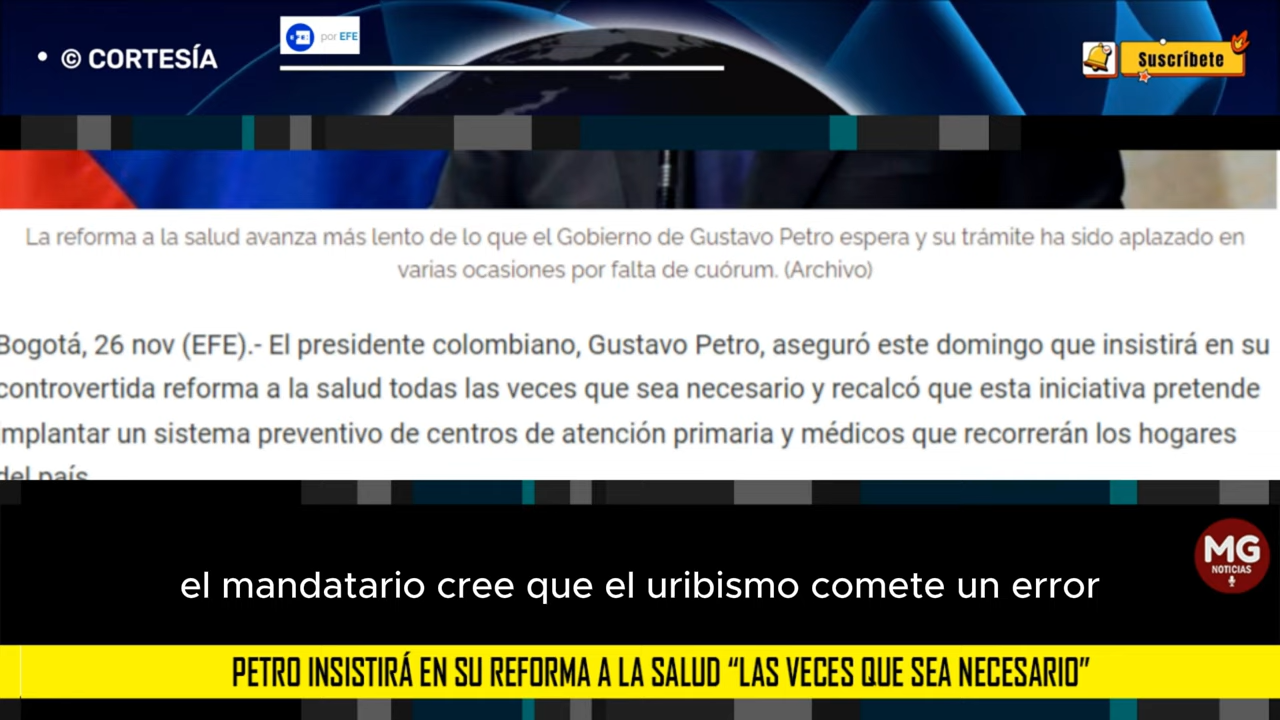 • © CORTESÍA
por EFE
Suscríbete
La reforma a la salud avanza más lento de lo que el Gobierno de Gustavo Petro espera y su trámite ha sido aplazado en
varias ocasiones por falta de cuórum. (Archivo)
Bogotá, 26 nov (EFE).- El presidente colombiano, Gustavo Petro, aseguró este domingo que insistirá en su
controvertida reforma a la salud todas las veces que sea necesario y recalcó que esta iniciativa pretende
implantar un sistema preventivo de centros de atención primaria y médicos que recorrerán los hogares
del país
MG
NOTICIAS
el mandatario cree que el uribismo comete un error
PETRO INSISTIRÁ EN SU REFORMA A LA SALUD “LAS VECES QUE SEA NECESARIO”